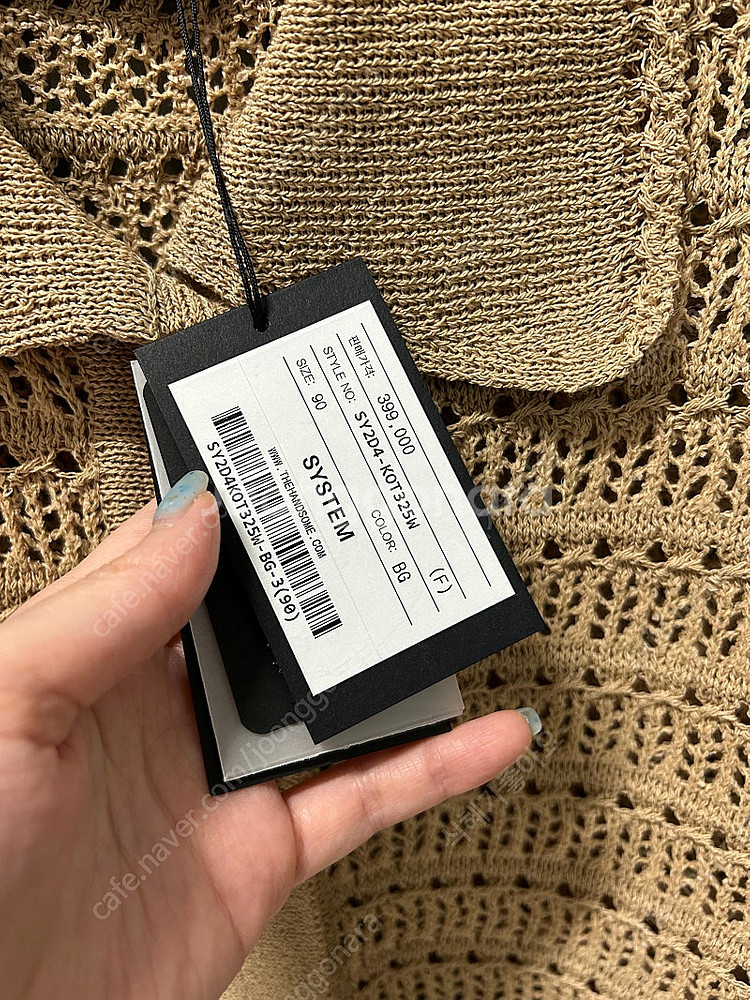 판매가격: 399,000
STYLE NO: SY2D4-KOT325W (F)
SIZE: 90 COLOR: BG
SYSTEM
WWW.THEHANDSOME.COM
SY2D4KOT325W-BG-3(90)
cafe.naver.com/joonggonara
cafe.naver.com/joonggonara